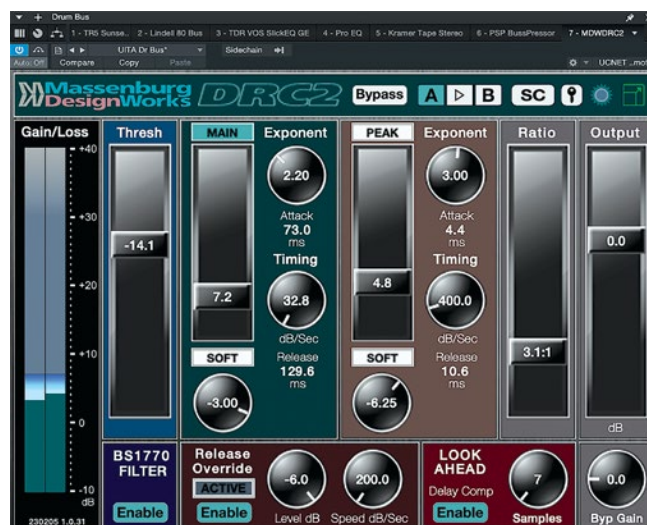 Drum Bus
1 - TR5 Sunse.. 2 - Lindell 80 Bus 3 - TDR VOS SlickEQ GE 4 - Pro EQ 5 - Kramer Tape Stereo 6 - PSP BussPressor 7 - MDWDRC2
UITA Dr Bus* Sidechain
Auto: Off Compare Copy Paste UCNET ..mot
Massenburg
DesignWorks
DRC2 Bypass A B SC
Gain/Loss
+40
+30
+20
+10
0
-10
dB
230205 1.0.31
Thresh
-14.1
BS1770
FILTER
Enable
MAIN
7.2
SOFT
-3.00
Exponent
2.20
Attack
73.0
ms
Timing
32.8
dB/Sec
Release
129.6
ms
PEAK
4.8
SOFT
-6.25
Exponent
3.00
Attack
4.4
ms
Timing
400.0
dB/Sec
Release
10.6
ms
Ratio
3.1:1
Output
0.0
dB
Release
Override
ACTIVE
Enable
-6.0
Level dB
200.0
Speed dB/Sec
LOOK
AHEAD
Delay Comp
Enable
7
Samples
0.0
Byp Gain